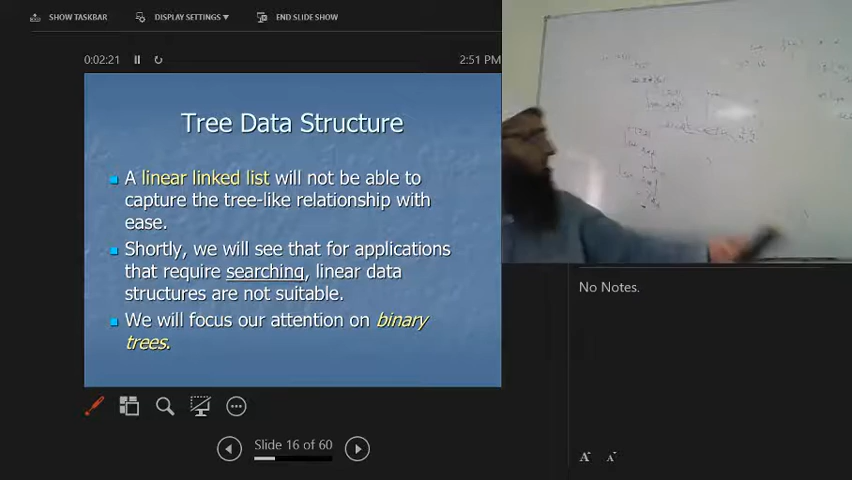 SHOW TASKBAR
DISPLAY SETTINGS ▼
END SLIDE SHOW
0:02:21
2:51 PM
Tree Data Structure
A linear linked list will not be able to
capture the tree-like relationship with
ease.
Shortly, we will see that for applications
that require searching, linear data
structures are not suitable.
We will focus our attention on binary
trees.
No Notes.
Slide 16 of 60
A A